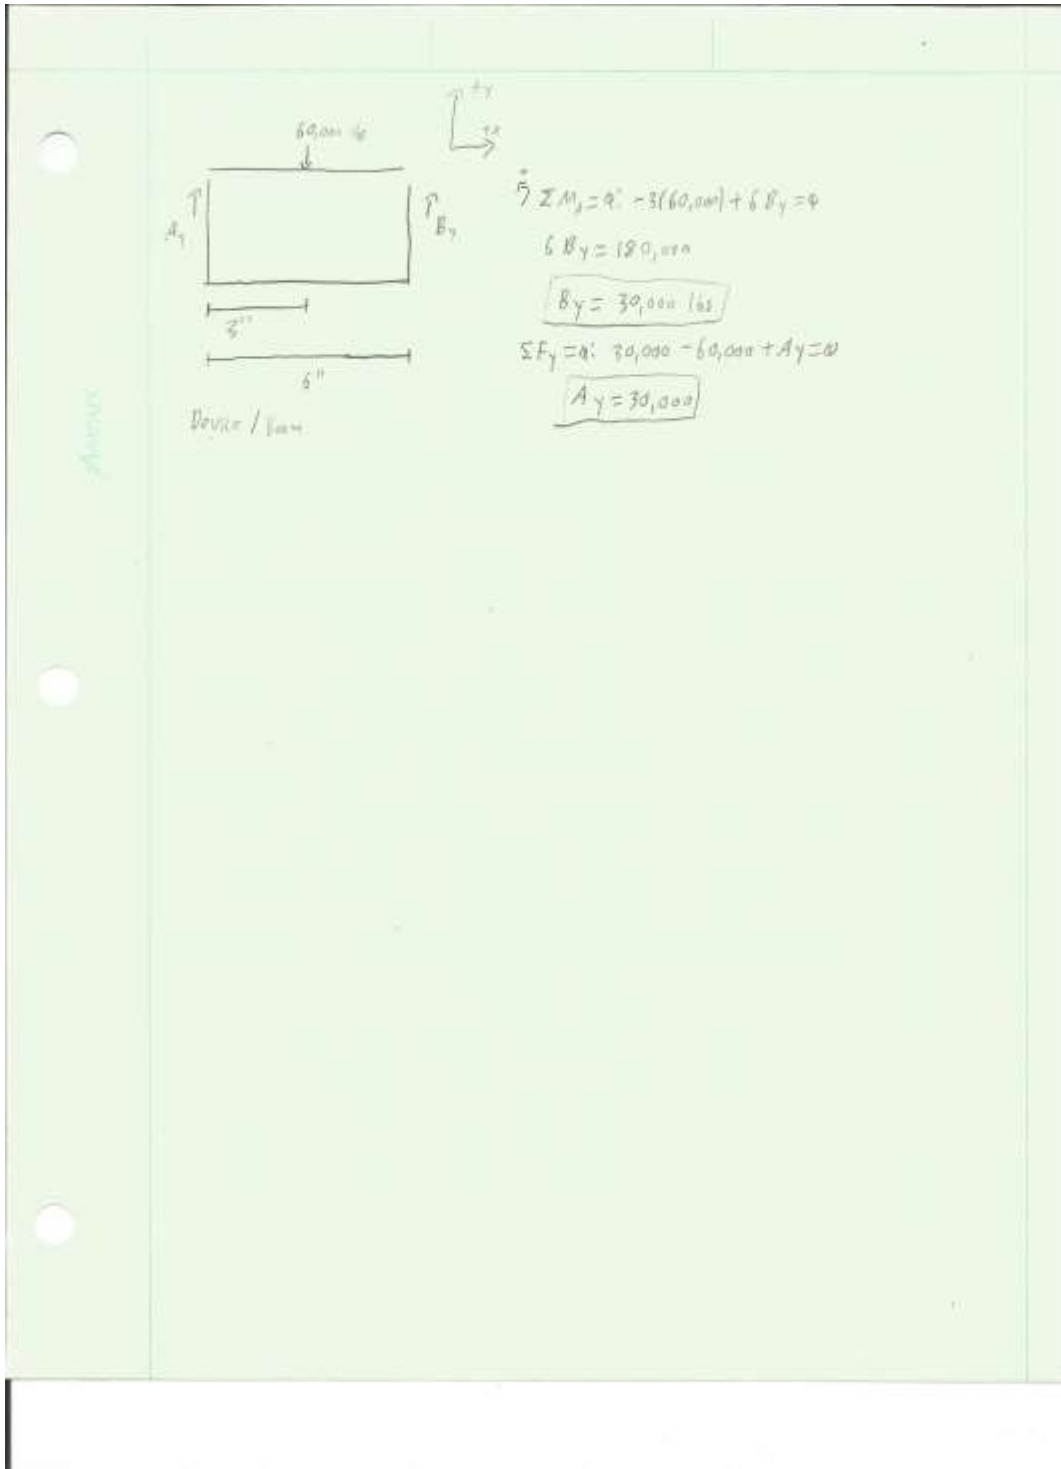 +y
+x
60,000 lb
Ay
By
3"
6"
ΣMA=0: -3(60,000)+6By=0
6By=180,000
By= 30,000 lbs
ΣFy=0: 30,000-60,000+Ay=0
Ay=30,000
Device /